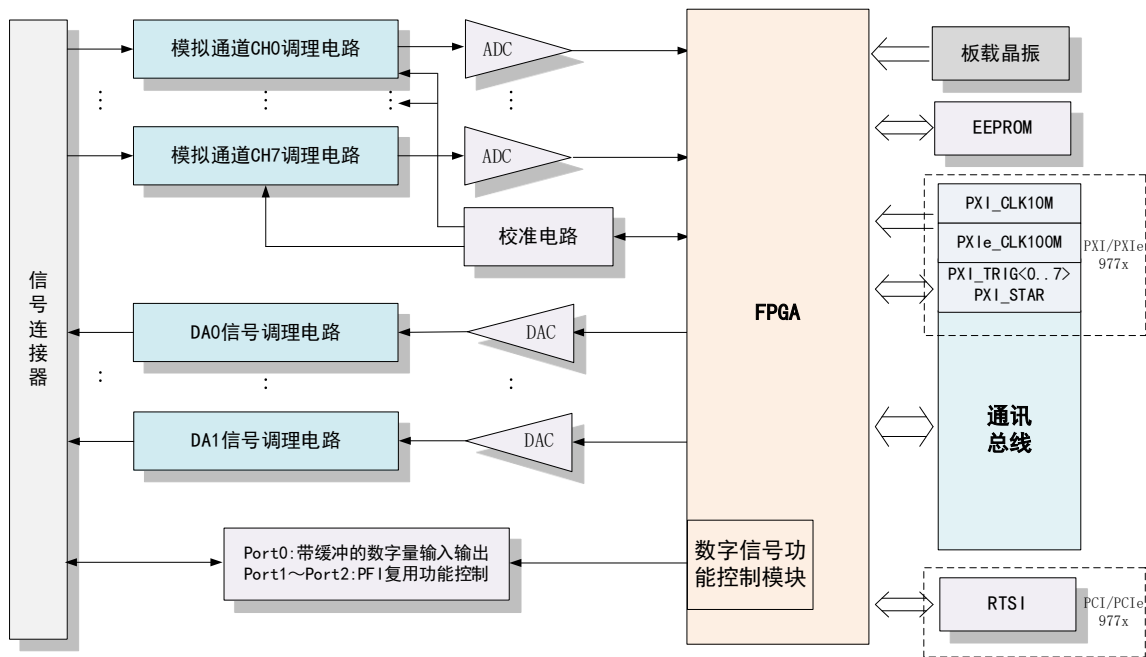 信号连接器
模拟通道CH0调理电路
ADC
模拟通道CH7调理电路
ADC
校准电路
DA0信号调理电路
DAC
DA1信号调理电路
DAC
Port0:带缓冲的数字量输入输出
Port1～Port2:PFI复用功能控制
FPGA
数字信号功
能控制模块
板载晶振
EEPROM
PXI_CLK10M
PXIe_CLK100M
PXI_TRIG<0..7>
PXI_STAR
PXI/PXIe
977x
通讯
总线
RTSI
PCI/PCIe
977x